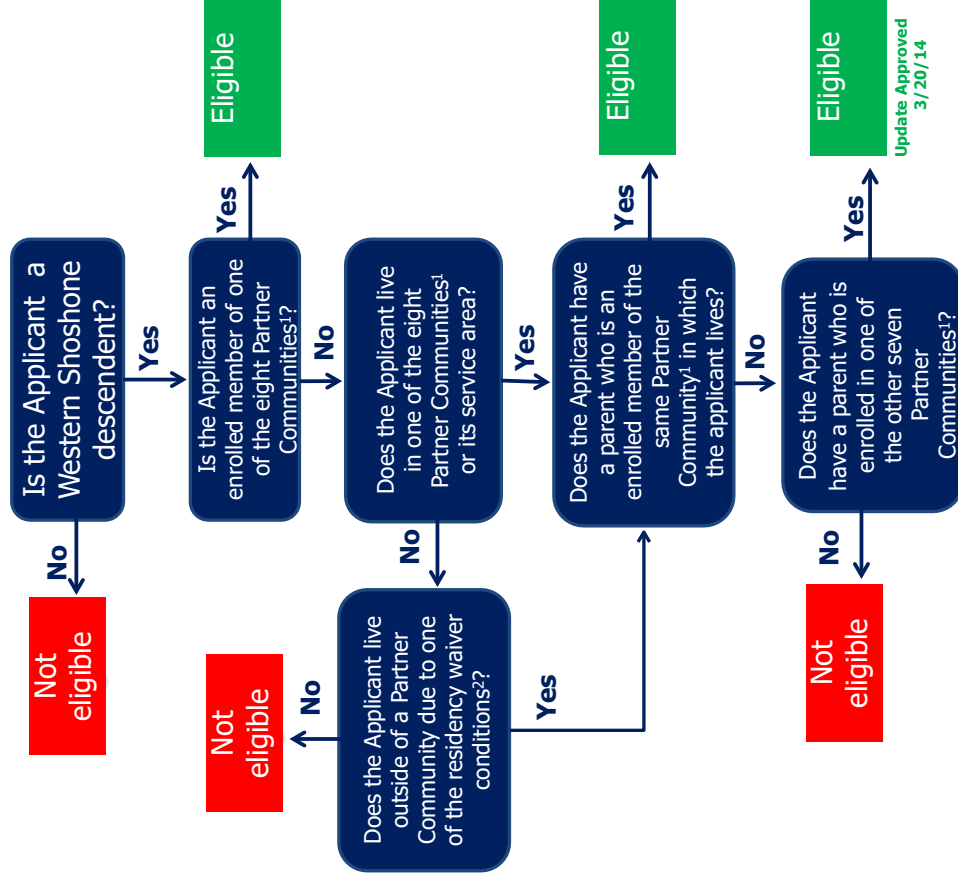 Is the Applicant a
Western Shoshone
descendent?
No
Not
eligible
Yes
Is the Applicant an
enrolled member of one
of the eight Partner
Communities¹?
Yes
Eligible
No
Does the Applicant live
in one of the eight
Partner Communities¹
or its service area?
No
Does the Applicant live
outside of a Partner
Community due to one
of the residency waiver
conditions²?
No
Not
eligible
Yes
Yes
Does the Applicant have
a parent who is an
enrolled member of the
same Partner
Community¹ in which
the applicant lives?
Yes
Eligible
No
Does the Applicant
have a parent who is
enrolled in one of
the other seven
Partner
Communities¹?
No
Not
eligible
Yes
Eligible
Update Approved
3/20/14